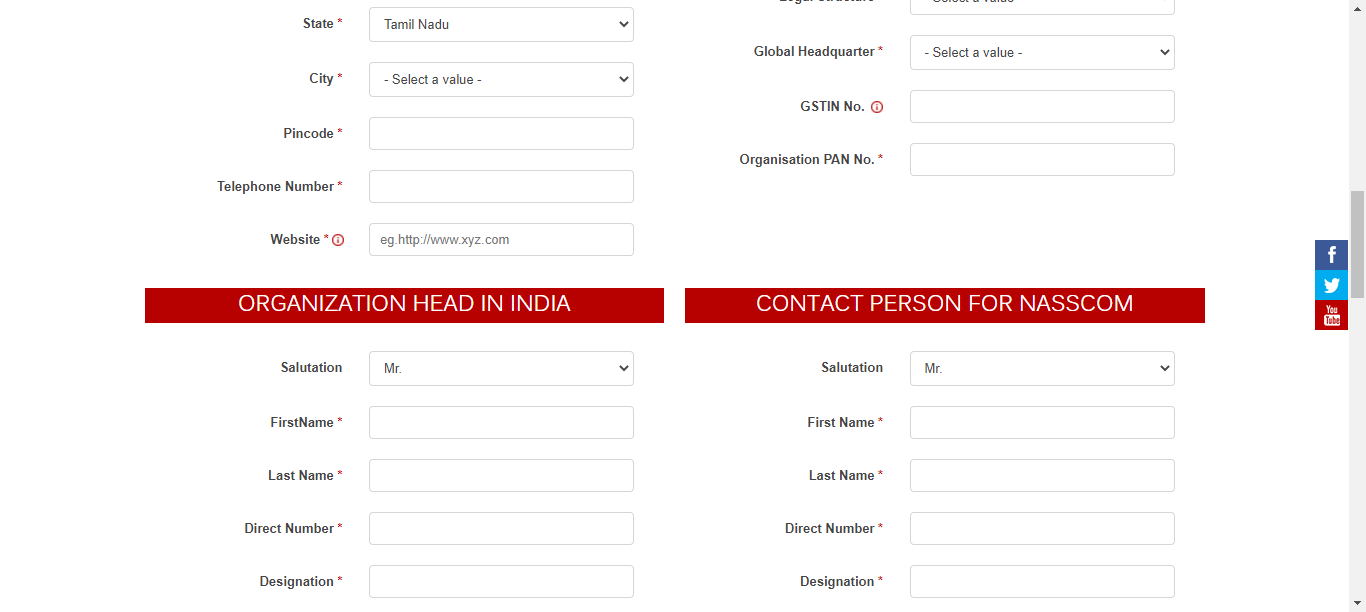 State *
Tamil Nadu
City *
- Select a value -
Pincode *
Telephone Number *
Website *
eg.http://www.xyz.com
Global Headquarter *
- Select a value -
GSTIN No.
Organisation PAN No. *
ORGANIZATION HEAD IN INDIA
Salutation
Mr.
FirstName *
Last Name *
Direct Number *
Designation *
CONTACT PERSON FOR NASSCOM
Salutation
Mr.
First Name *
Last Name *
Direct Number *
Designation *
f
You
Tube